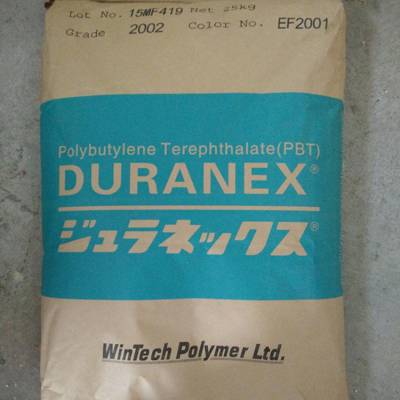 Lot No. 15MF419 Net 25kg
Grade 2002 Color No. EF2001
Polybutylene Terephthalate(PBT)
DURANEX®
ジュラネックス®
WinTech Polymer Ltd.